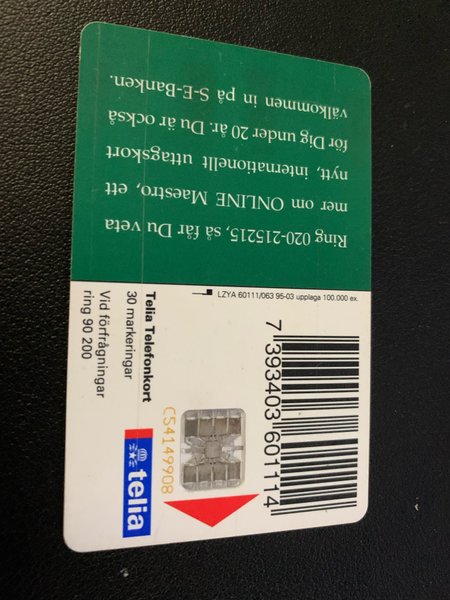 Ring 020-215215, så får Du veta
mer om ONLINE Maestro, ett
nytt, internationellt uttagskort
för Dig under 20 år. Du är också
välkommen in på S-E-Banken.
LZYA 60111/063 95-03 upplaga 100.000 ex.
Telia Telefonkort
30 markeringar
Vid förfrågningar
ring 90 200
C54149908
telia
7 393403 601114